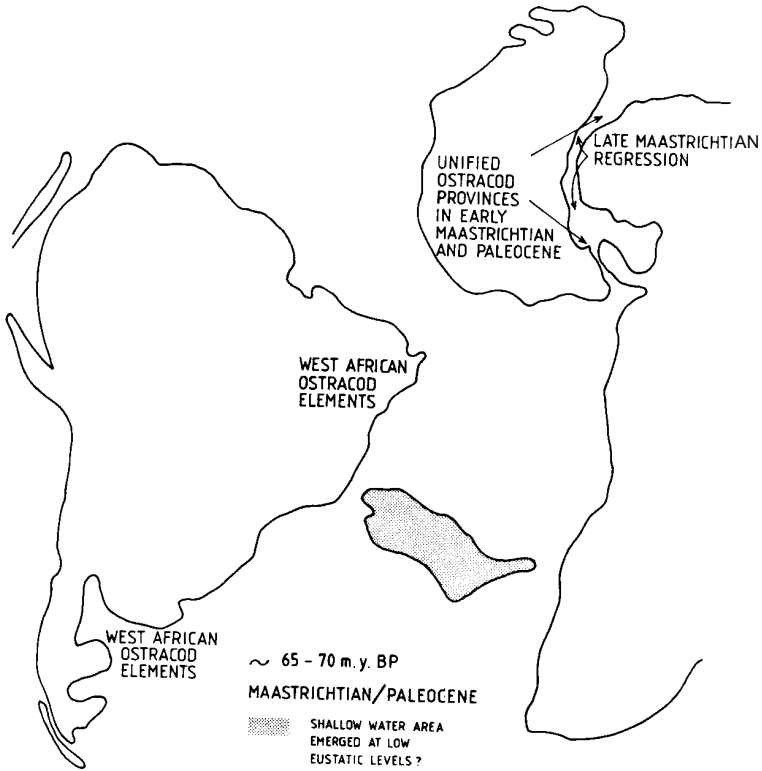 UNIFIED
OSTRACOD
PROVINCES
IN EARLY
MAASTRICHTIAN
AND PALEOCENE
LATE MAASTRICHTIAN
REGRESSION
WEST AFRICAN
OSTRACOD
ELEMENTS
WEST AFRICAN
OSTRACOD
ELEMENTS
~ 65 - 70 m.y. BP
MAASTRICHTIAN/PALEOCENE
SHALLOW WATER AREA
EMERGED AT LOW
EUSTATIC LEVELS ?